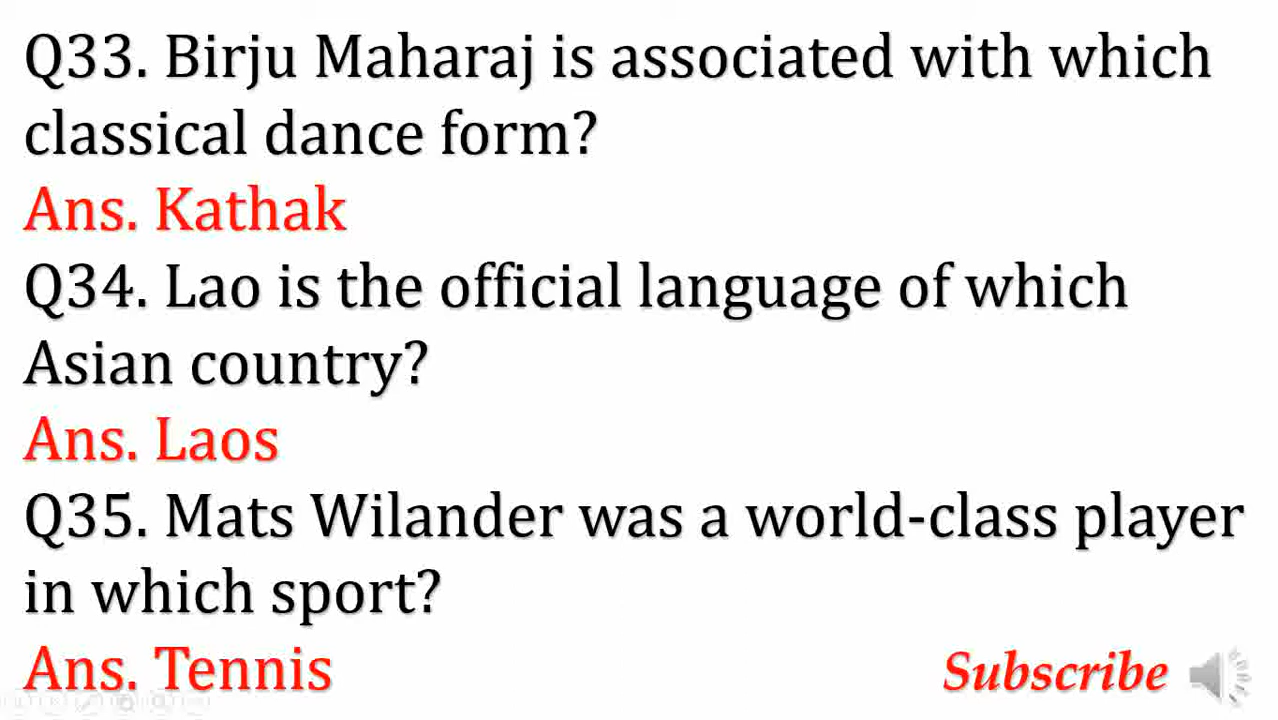 Q33. Birju Maharaj is associated with which
classical dance form?
Ans. Kathak
Q34. Lao is the official language of which
Asian country?
Ans. Laos
Q35. Mats Wilander was a world-class player
in which sport?
Ans. Tennis
Subscribe